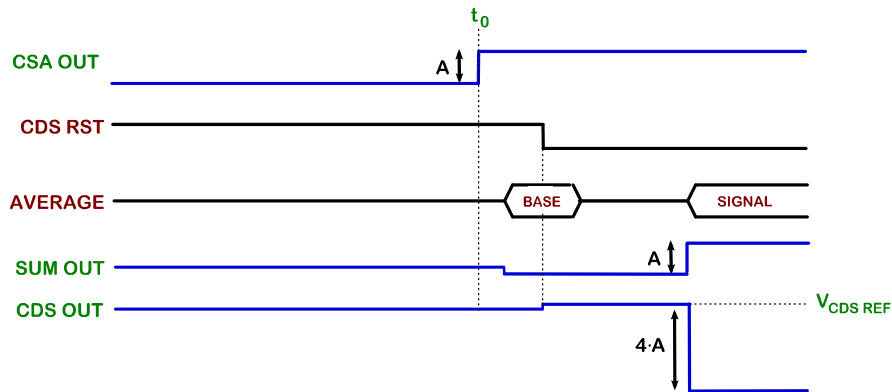 t0
CSA OUT
A
CDS RST
AVERAGE
BASE
SIGNAL
SUM OUT
A
CDS OUT
VCDS REF
4·A